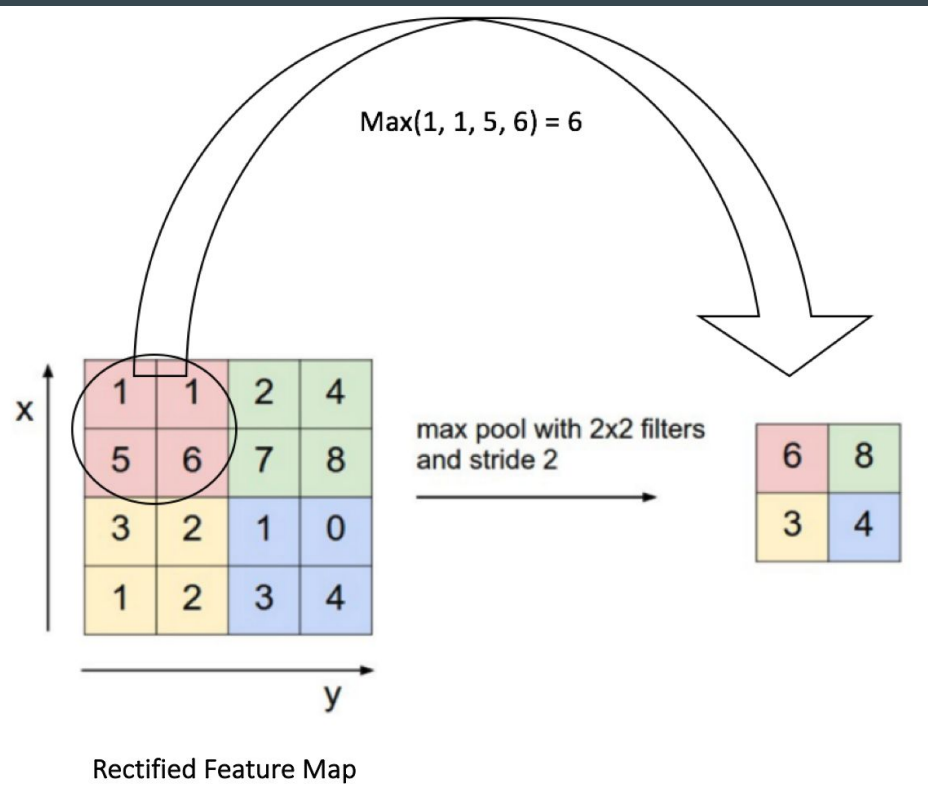 Max(1, 1, 5, 6) = 6
x
1 1 2 4
5 6 7 8
3 2 1 0
1 2 3 4
y
max pool with 2x2 filters
and stride 2
6 8
3 4
Rectified Feature Map